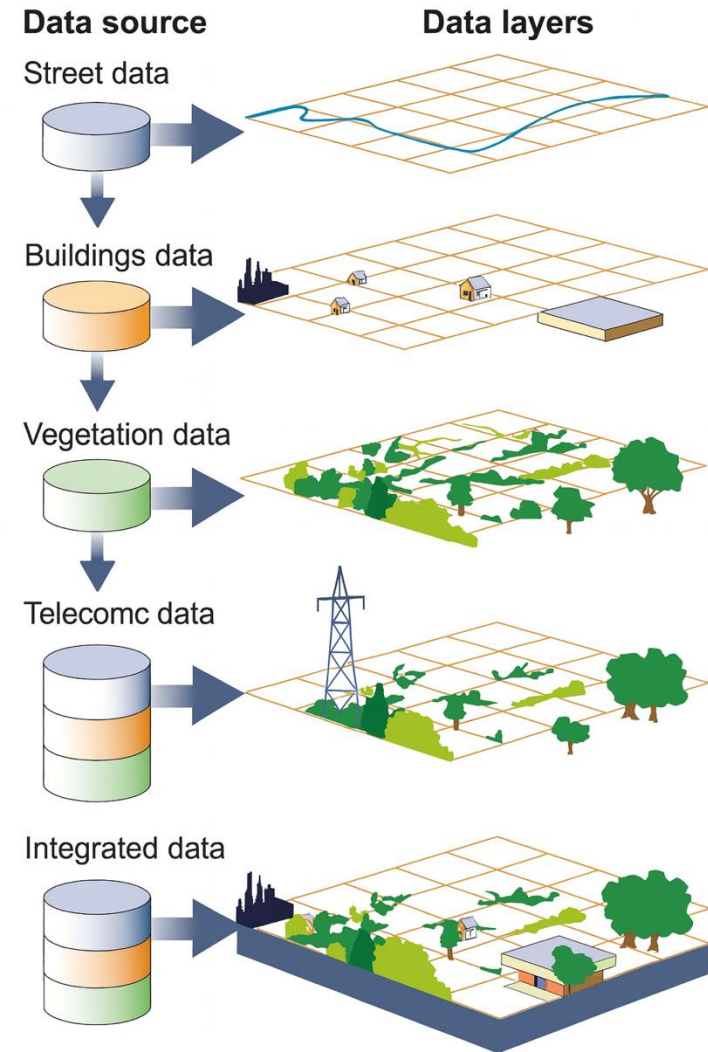 Data source
Data layers
Street data
Buildings data
Vegetation data
Telecomc data
Integrated data